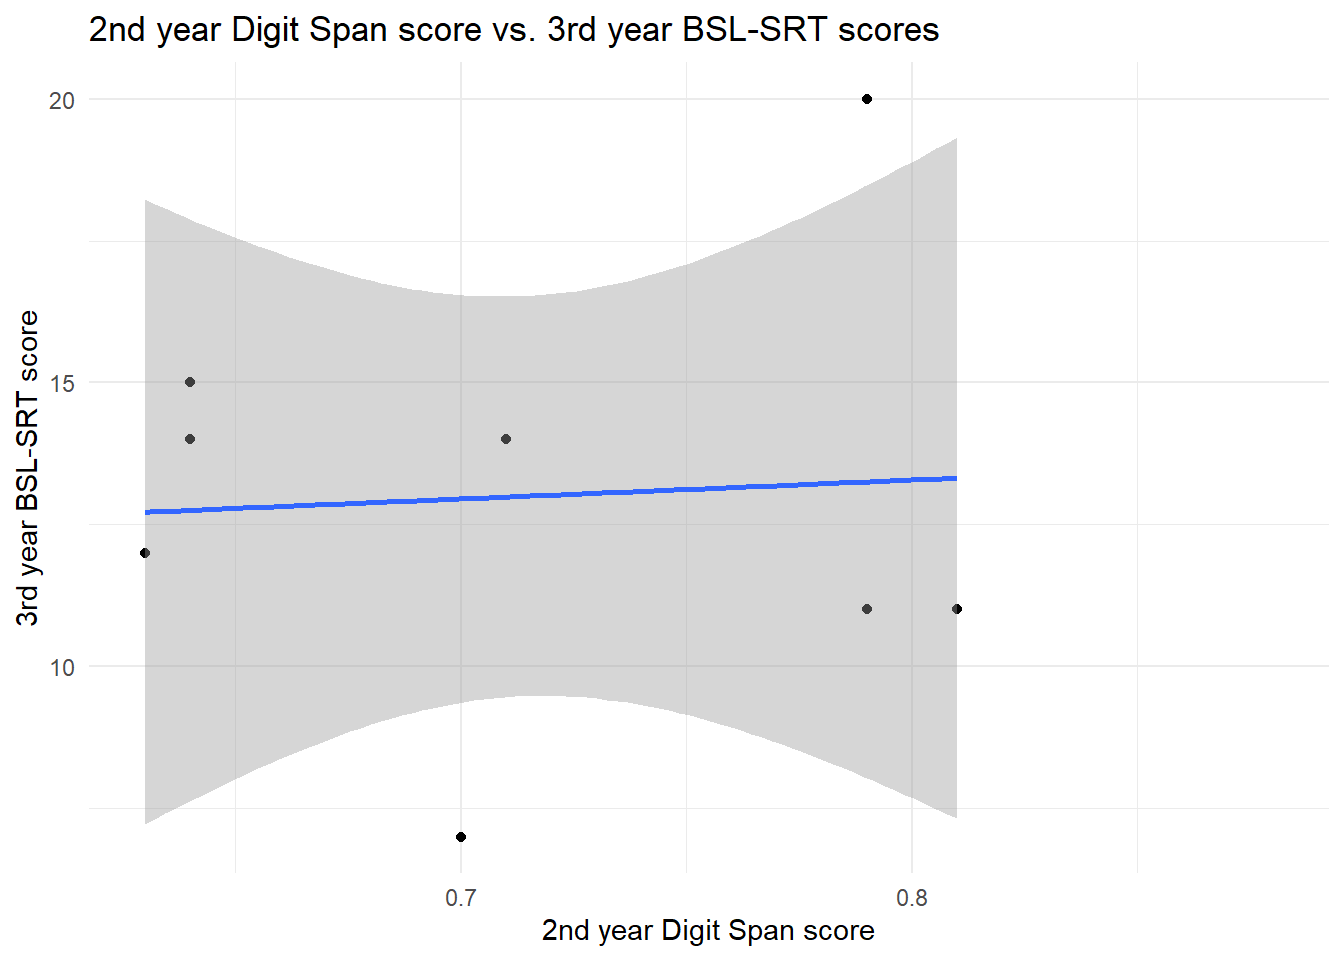 2nd year Digit Span score vs. 3rd year BSL-SRT scores
20
15
10
3rd year BSL-SRT score
0.7
0.8
2nd year Digit Span score